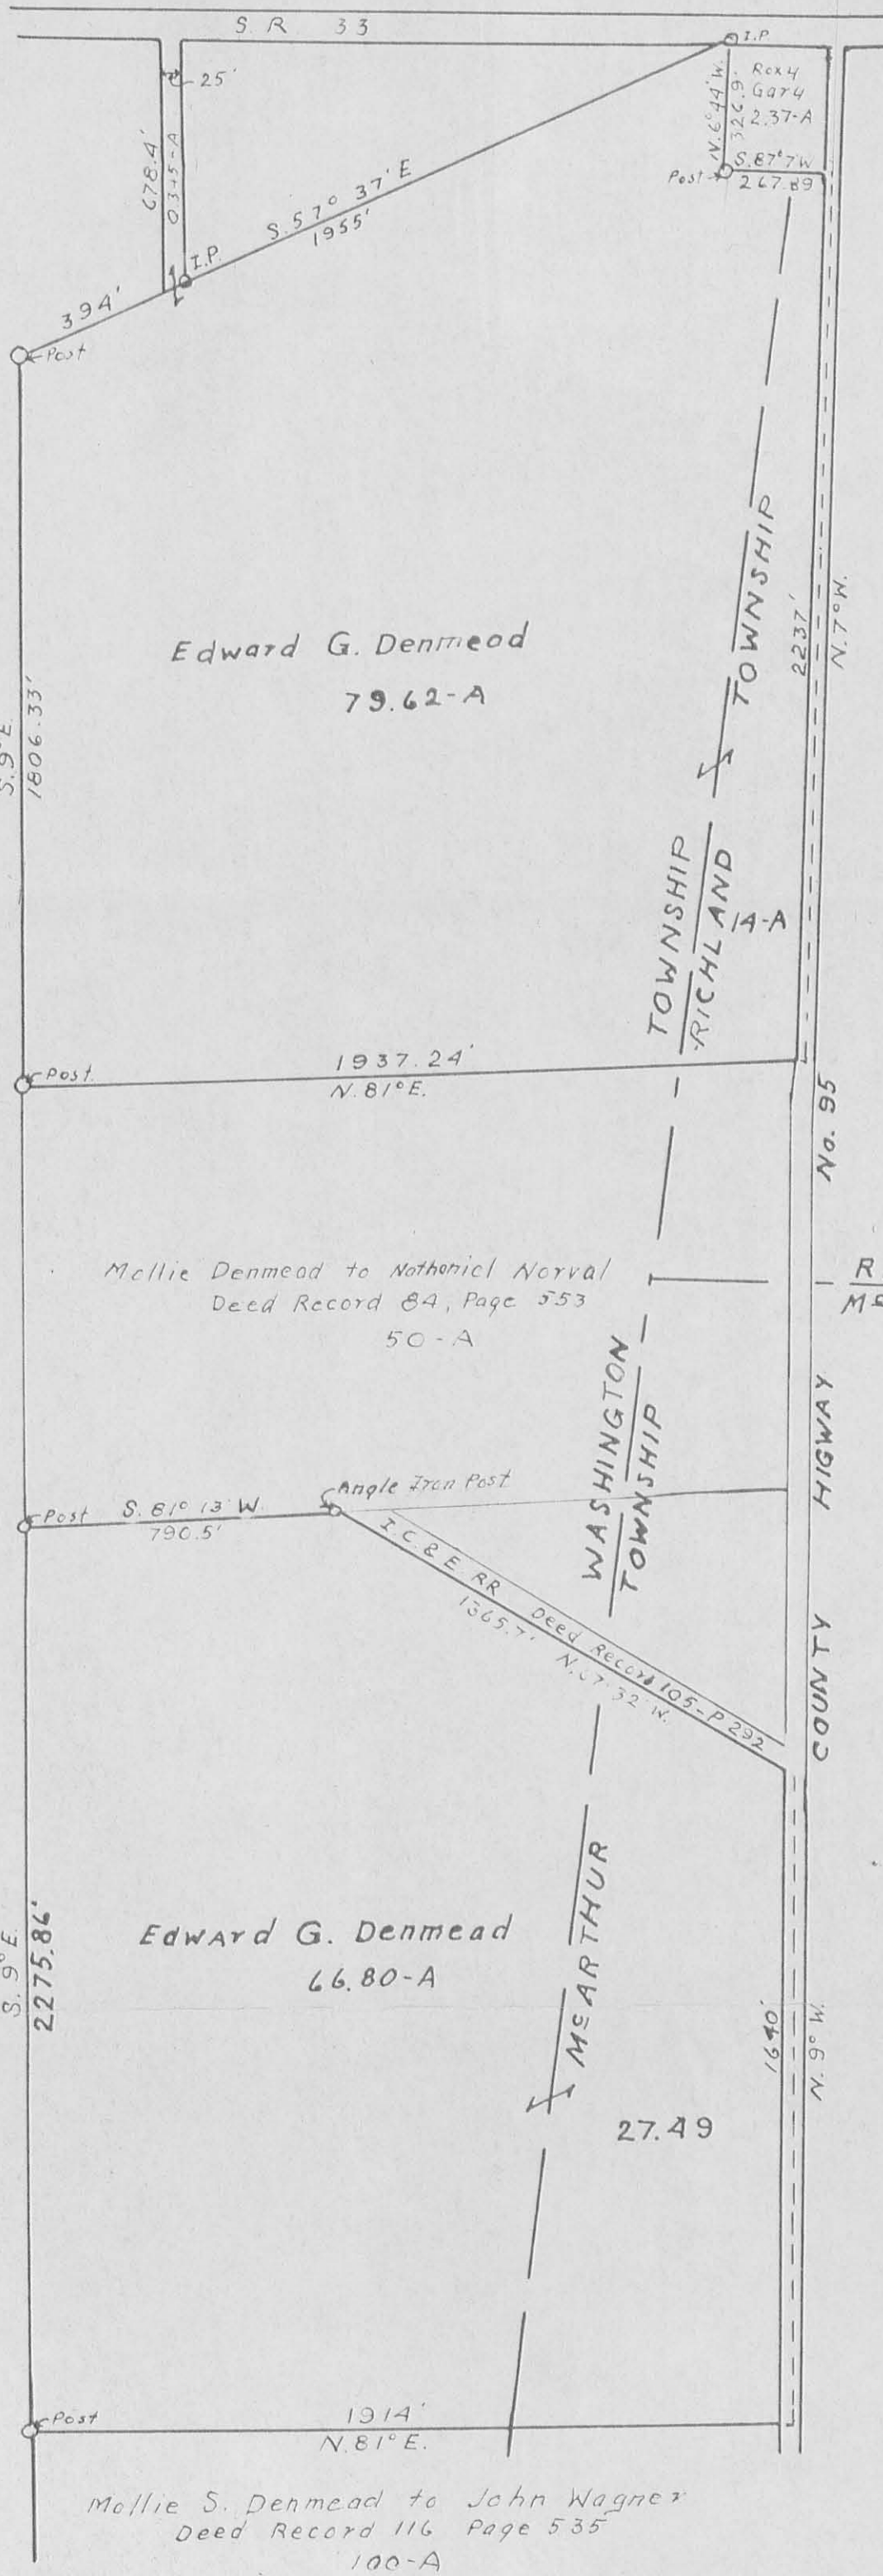 S. R. 33
I.P.
25'
678.4'
0.345-A
N. 6° 44' W.
326.9'
Rox 4
Gary
2.37-A
S. 87° 7' W
267.89
Post
S. 57° 37' E
1955'
I.P.
394'
Post
S. 9° E.
1806.33'
Edward G. Denmead
79.62-A
TOWNSHIP
2237'
N. 7° W.
TOWNSHIP
RICHLAND
14-A
Post
1937.24'
N. 81° E.
No. 95
Mollie Denmead to Nathaniel Norval
Deed Record 84, Page 553
50-A
R
Mc
WASHINGTON
TOWNSHIP
HIGWAY
Post
S. 81° 13' W.
790.5'
Angle Iron Post
I.C. & E. RR Deed Record 105-P 292
1365.7' N. 67° 32' W.
COUNTY
S. 9° E.
2275.86'
Edward G. Denmead
66.80-A
McARTHUR
1640'
N. 9° W.
27.49
Post
1914'
N. 81° E.
Mollie S. Denmead to John Wagner
Deed Record 116 Page 535
100-A